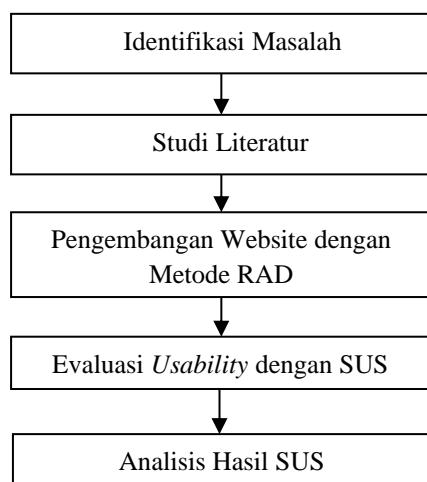 Identifikasi Masalah
Studi Literatur
Pengembangan Website dengan
Metode RAD
Evaluasi Usability dengan SUS
Analisis Hasil SUS